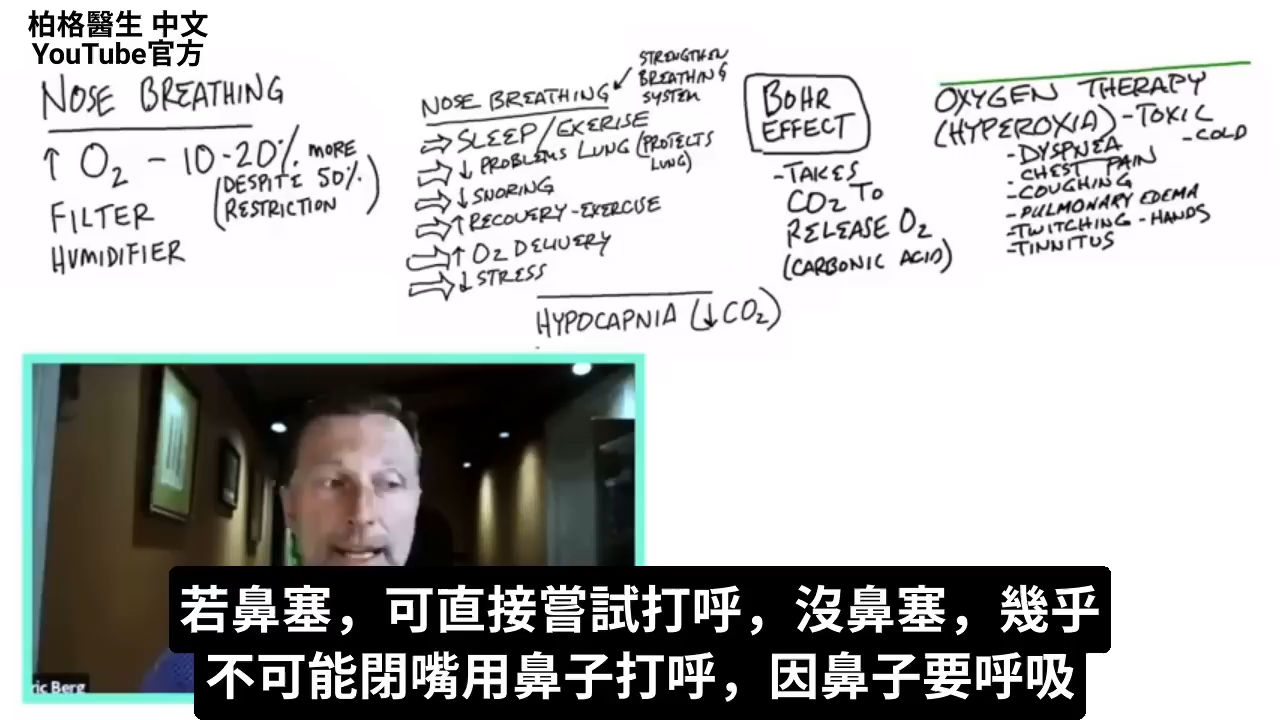 柏格醫生 中文
YouTube官方
NOSE BREATHING
↑ O₂ - 10-20% MORE
(DESPITE 50% RESTRICTION)
FILTER
HUMIDIFIER
NOSE BREATHING
STRENGTHEN
BREATHING
SYSTEM
⇨ SLEEP/EXERISE
⇨ ↓ PROBLEMS LUNG (PROTECTS LUNG)
⇨ ↓ SNORING
⇨ ↑ RECOVERY-EXERCISE
⇨ ↑ O₂ DELIVERY
⇨ ↓ STRESS
HYPOCAPNIA (↓CO₂)
BOHR
EFFECT
-TAKES
CO₂ TO
RELEASE O₂
(CARBONIC ACID)
OXYGEN THERAPY
(HYPEROXIA) -TOXIC
-COLD
-DYSPNEA
-CHEST PAIN
-COUGHING
-PULMONARY EDEMA
-TWITCHING-HANDS
-TINNITUS
ric Berg
若鼻塞，可直接嘗試打呼，沒鼻塞，幾乎
不可能閉嘴用鼻子打呼，因鼻子要呼吸